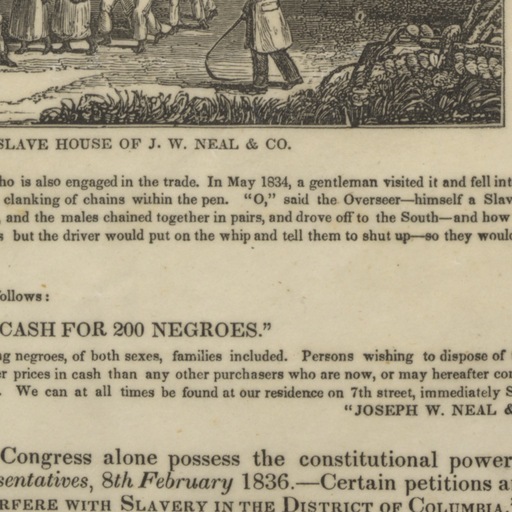 SLAVE HOUSE OF J. W. NEAL & CO.
who is also engaged in the trade. In May 1834, a gentleman visited it and fell int
clanking of chains within the pen. "O," said the Overseer—himself a Slav
, and the males chained together in pairs, and drove off to the South—and how
s but the driver would put on the whip and tell them to shut up—so they would
ollows:
CASH FOR 200 NEGROES."
ng negroes, of both sexes, families included. Persons wishing to dispose of
er prices in cash than any other purchasers who are now, or may hereafter com
. We can at all times be found at our residence on 7th street, immediately S
"JOSEPH W. NEAL &
Congress alone possess the constitutional power
sentatives, 8th February 1836.—Certain petitions a
RFERE WITH SLAVERY IN THE DISTRICT OF COLUMBIA,"